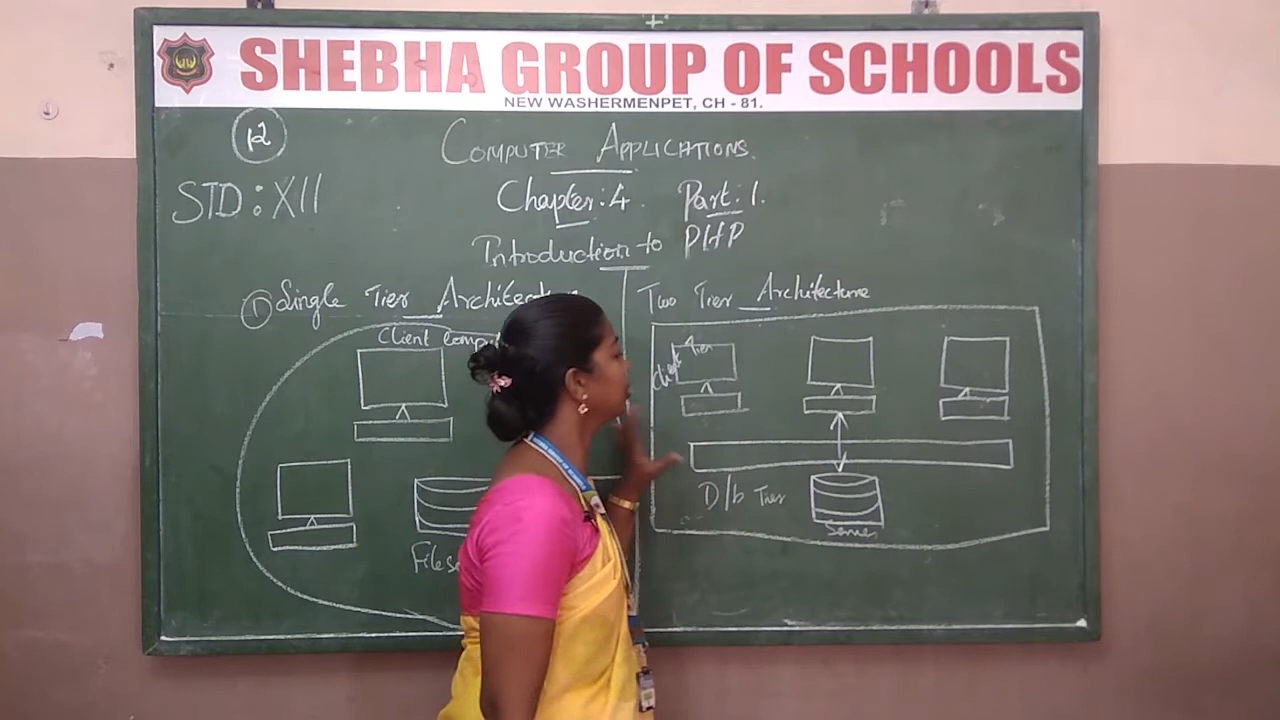 SHEBHA GROUP OF SCHOOLS
NEW WASHERMENPET, CH - 81.
12
COMPUTER APPLICATIONS.
STD : XII
Chapter : 4 Part : 1.
Introduction to PHP
① Single Tier Architecture
Two Tier Architecture
Client
Client Tier
D/b Tier
Server